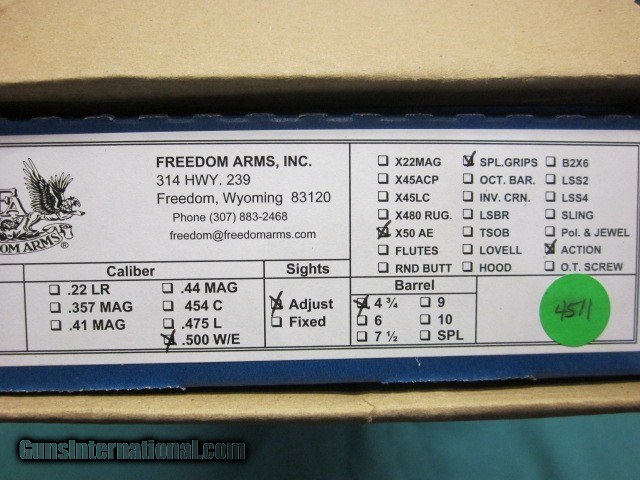 FREEDOM ARMS, INC.
314 HWY. 239
Freedom, Wyoming 83120
Phone (307) 883-2468
freedom@freedomarms.com
DOM ARMS ®
X22MAG
SPL.GRIPS
B2X6
X45ACP
OCT. BAR.
LSS2
X45LC
INV. CRN.
LSS4
X480 RUG.
LSBR
SLING
X50 AE
TSOB
Pol. & JEWEL
FLUTES
LOVELL
ACTION
RND BUTT
HOOD
O.T. SCREW
Caliber
.22 LR
.44 MAG
.357 MAG
454 C
.41 MAG
.475 L
.500 W/E
Sights
Adjust
Fixed
Barrel
4 ¾
9
6
10
7 ½
SPL
4511
GunsInternational.com